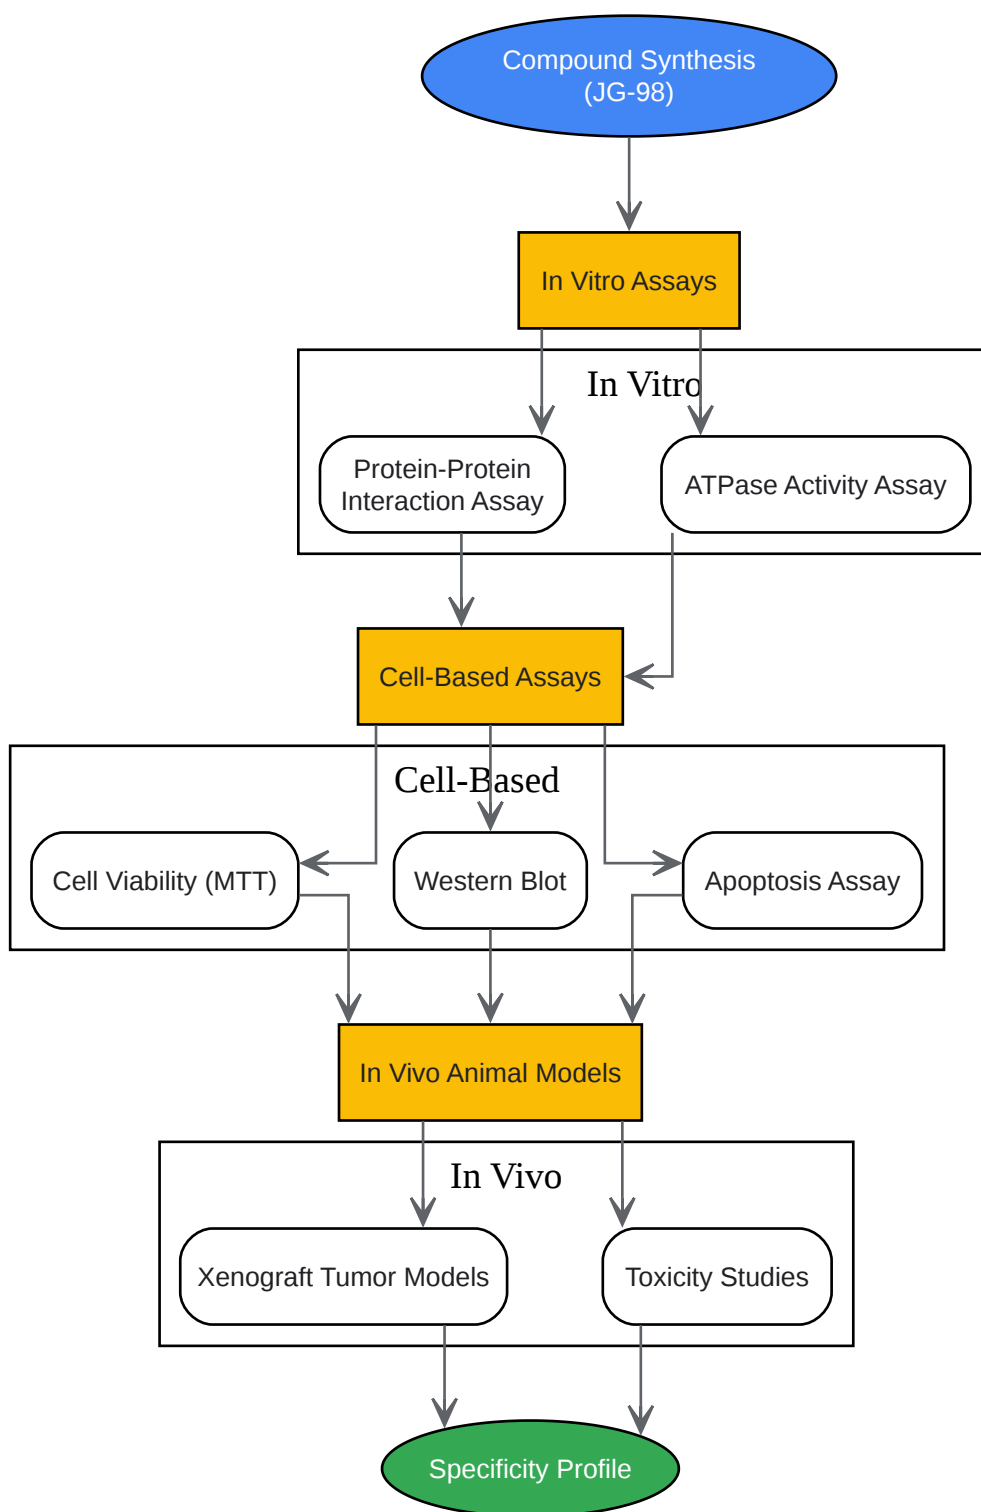 Compound Synthesis
(JG-98)
In Vitro Assays
In Vitro
Protein-Protein
Interaction Assay
ATPase Activity Assay
Cell-Based Assays
Cell-Based
Cell Viability (MTT)
Western Blot
Apoptosis Assay
In Vivo Animal Models
In Vivo
Xenograft Tumor Models
Toxicity Studies
Specificity Profile